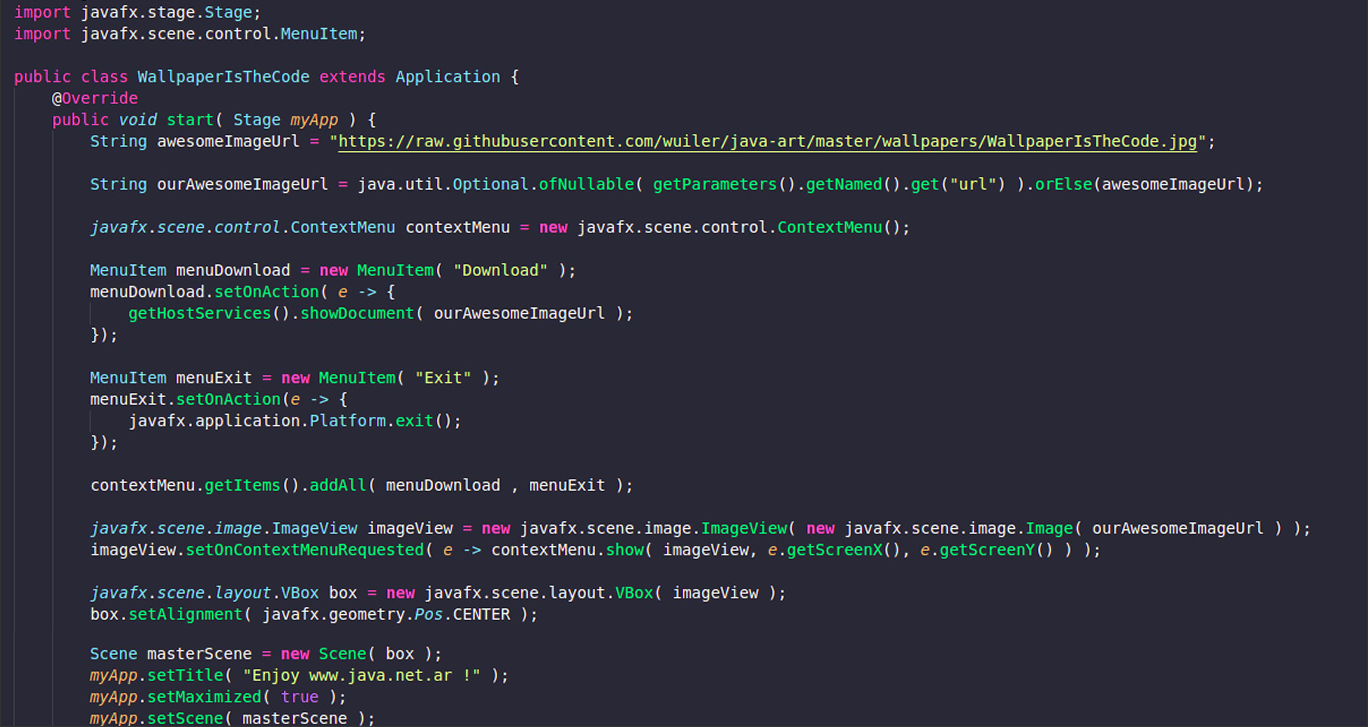 import javafx.stage.Stage;
import javafx.scene.control.MenuItem;
public class WallpaperIsTheCode extends Application {
@Override
public void start( Stage myApp ) {
String awesomeImageUrl = "https://raw.githubusercontent.com/wuiler/java-art/master/wallpapers/WallpaperIsTheCode.jpg";
String ourAwesomeImageUrl = java.util.Optional.ofNullable( getParameters().getNamed().get("url") ).orElse(awesomeImageUrl);
javafx.scene.control.ContextMenu contextMenu = new javafx.scene.control.ContextMenu();
MenuItem menuDownload = new MenuItem( "Download" );
menuDownload.setOnAction( e -> {
getHostServices().showDocument( ourAwesomeImageUrl );
});
MenuItem menuExit = new MenuItem( "Exit" );
menuExit.setOnAction(e -> {
javafx.application.Platform.exit();
});
contextMenu.getItems().addAll( menuDownload , menuExit );
javafx.scene.image.ImageView imageView = new javafx.scene.image.ImageView( new javafx.scene.image.Image( ourAwesomeImageUrl ) );
imageView.setOnContextMenuRequested( e -> contextMenu.show( imageView, e.getScreenX(), e.getScreenY() ) );
javafx.scene.layout.VBox box = new javafx.scene.layout.VBox( imageView );
box.setAlignment( javafx.geometry.Pos.CENTER );
Scene masterScene = new Scene( box );
myApp.setTitle( "Enjoy www.java.net.ar !" );
myApp.setMaximized( true );
myApp.setScene( masterScene );